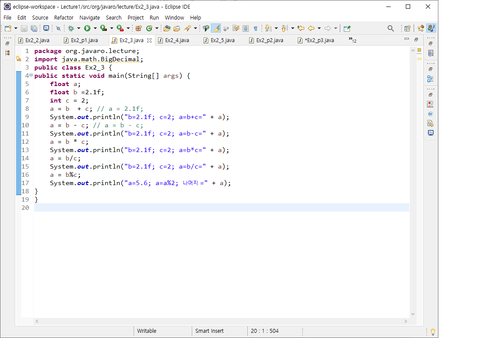 eclipse-workspace - Lecture1/src/org/javaro/lecture/Ex2_3.java - Eclipse IDE
File Edit Source Refactor Navigate Search Project Run Window Help
Ex2_2.java Ex2_p1.java Ex2_3.java Ex2_4.java Ex2_5.java Ex2_p2.java *Ex2_p3.java
1 package org.javaro.lecture;
2 import java.math.BigDecimal;
3 public class Ex2_3 {
4 public static void main(String[] args) {
5 float a;
6 float b =2.1f;
7 int c = 2;
8 a = b + c; // a = 2.1f;
9 System.out.println("b=2.1f; c=2; a=b+c=" + a);
10 a = b - c; // a = b - c;
11 System.out.println("b=2.1f; c=2; a=b-c=" + a);
12 a = b * c;
13 System.out.println("b=2.1f; c=2; a=b*c=" + a);
14 a = b/c;
15 System.out.println("b=2.1f; c=2; a=b/c=" + a);
16 a = b%c;
17 System.out.println("a=5.6; a=a%2; 나머지=" + a);
18 }
19 }
20
Writable Smart Insert 20 : 1 : 504